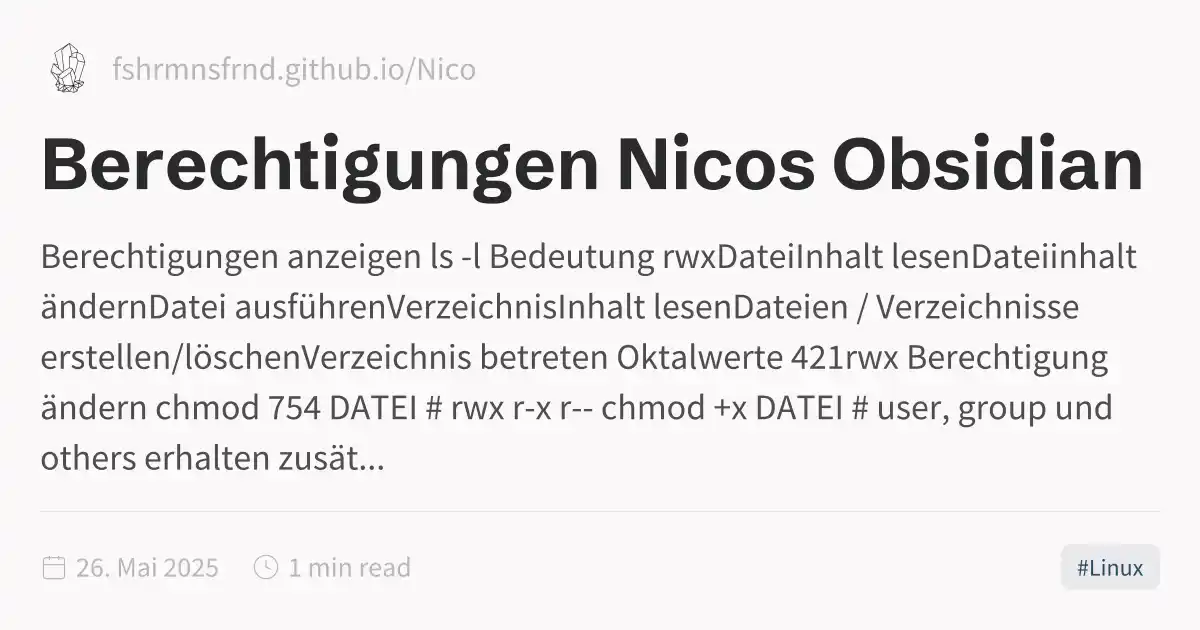 fshrmnsfrnd.github.io/Nico
Berechtigungen Nicos Obsidian
Berechtigungen anzeigen ls -l Bedeutung rwxDateiInhalt lesenDateiinhalt
ändernDatei ausführenVerzeichnisInhalt lesenDateien / Verzeichnisse
erstellen/löschenVerzeichnis betreten Oktalwerte 421rwx Berechtigung
ändern chmod 754 DATEI # rwx r-x r-- chmod +x DATEI # user, group und
others erhalten zusät...
26. Mai 2025
1 min read
#Linux